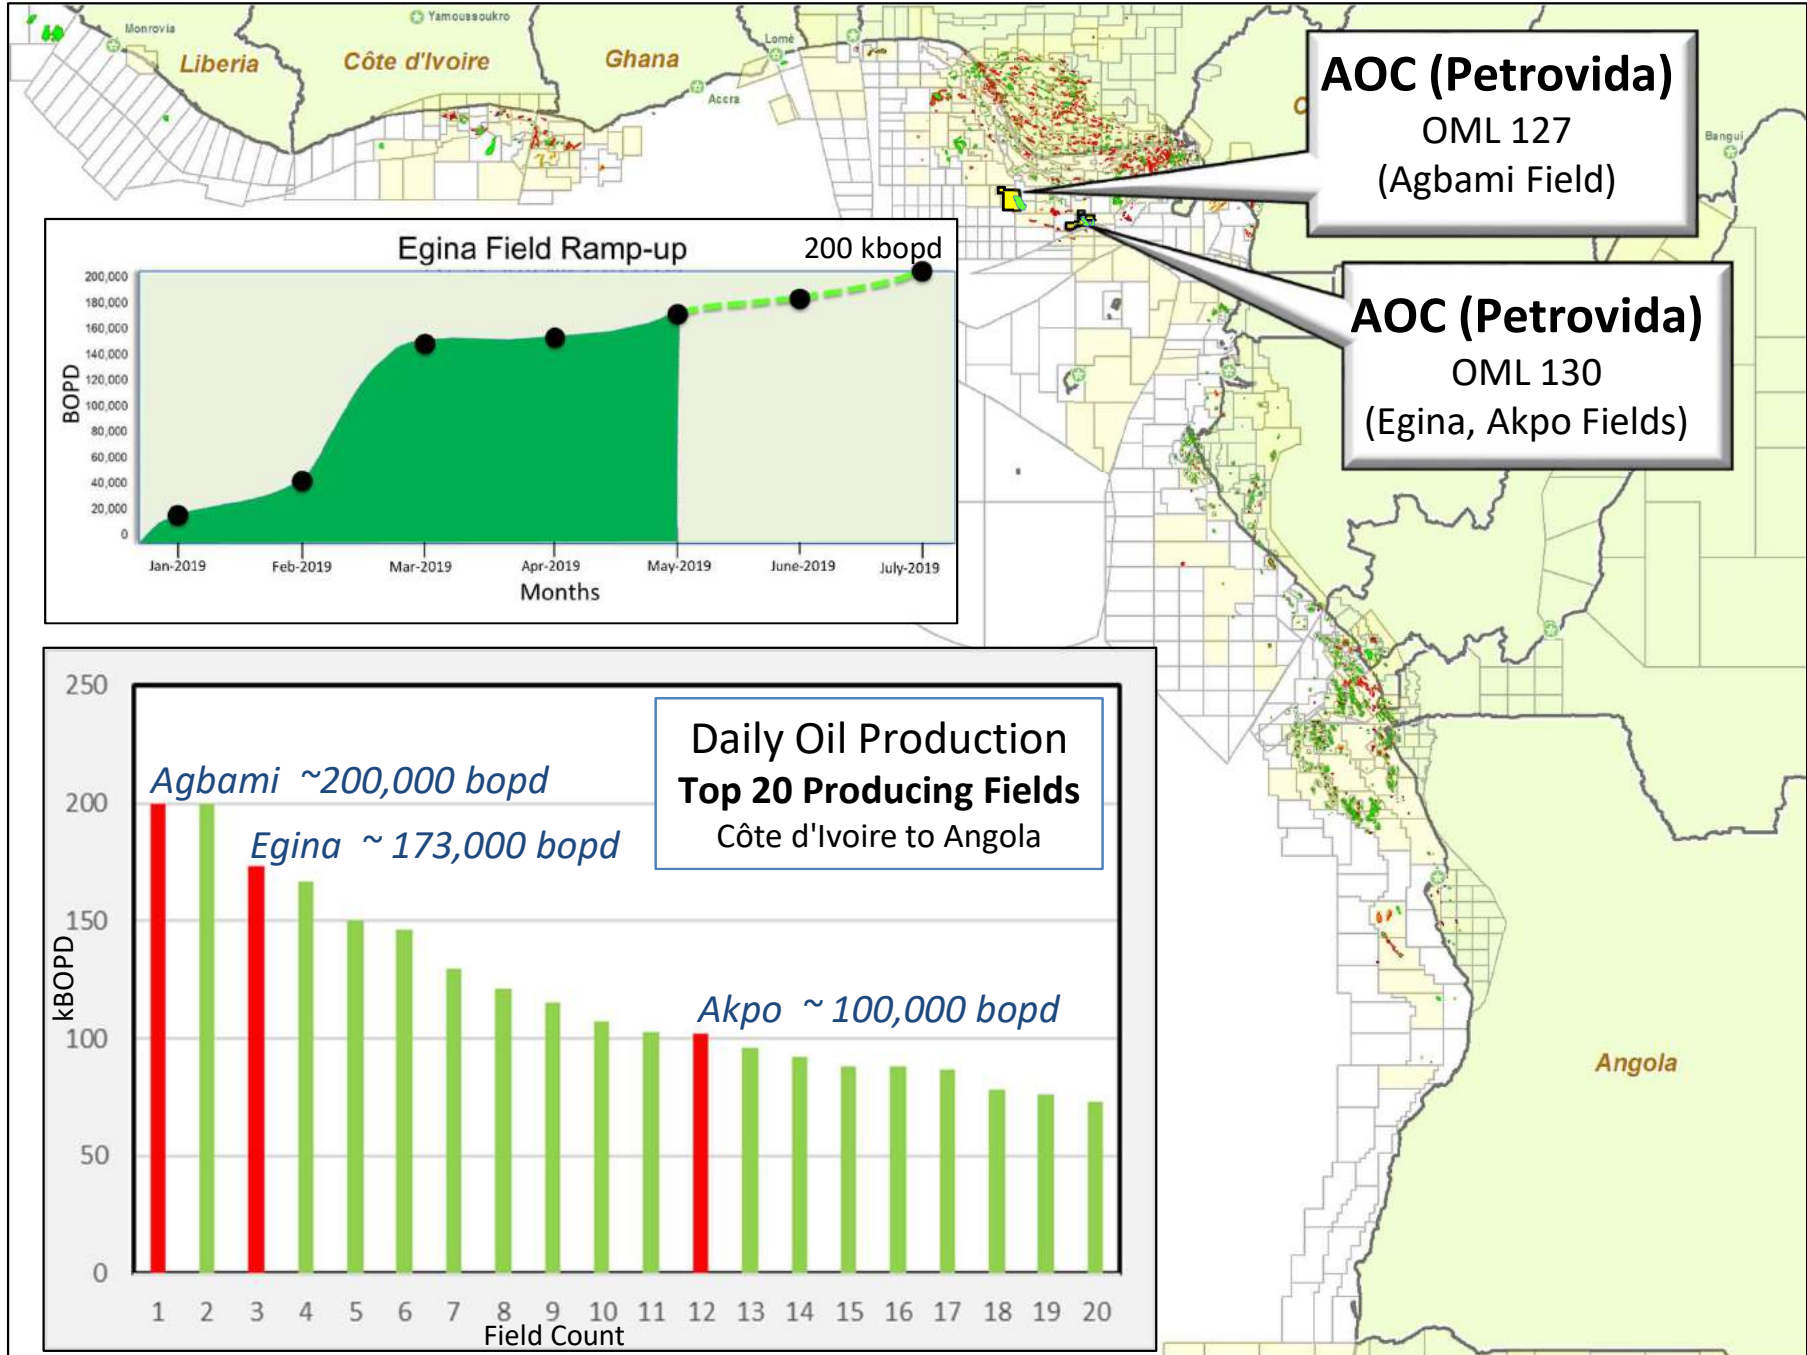 Monrovia
Liberia
Yamoussoukro
Côte d'Ivoire
Ghana
Accra
Lomé
Bangui
AOC (Petrovida)
OML 127
(Agbami Field)
AOC (Petrovida)
OML 130
(Egina, Akpo Fields)
Egina Field Ramp-up
200 kbopd
200,000
180,000
160,000
140,000
120,000
100,000
80,000
60,000
40,000
20,000
0
BOPD
Jan-2019 Feb-2019 Mar-2019 Apr-2019 May-2019 June-2019 July-2019
Months
Daily Oil Production
Top 20 Producing Fields
Côte d'Ivoire to Angola
Agbami ~200,000 bopd
Egina ~ 173,000 bopd
Akpo ~ 100,000 bopd
250
200
150
100
50
0
kBOPD
1 2 3 4 5 6 7 8 9 10 11 12 13 14 15 16 17 18 19 20
Field Count
Angola